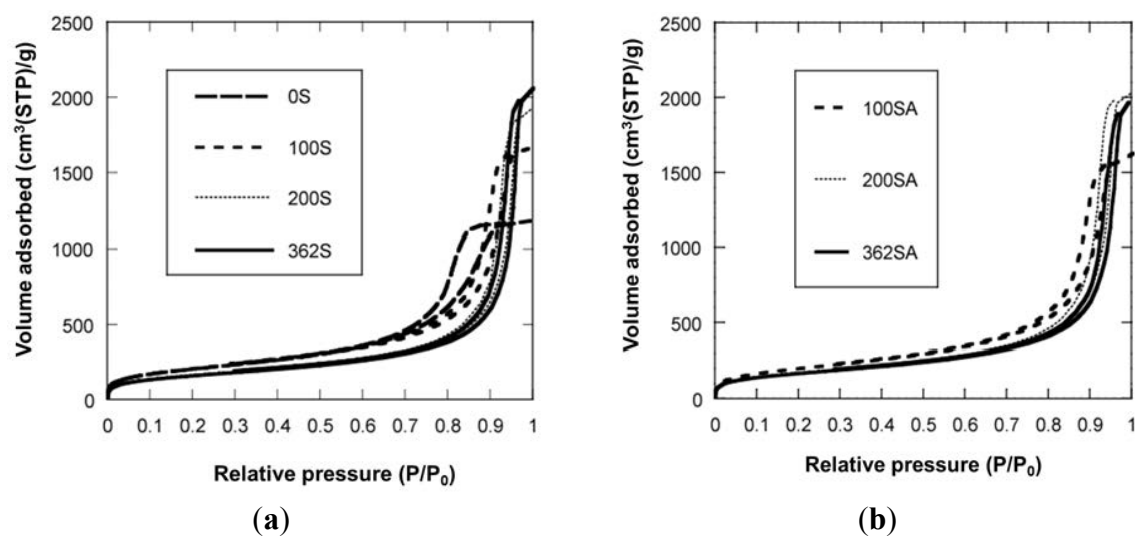 2500
2000
1500
1000
500
0
Volume adsorbed (cm³(STP)/g)
0S
100S
200S
362S
0 0.1 0.2 0.3 0.4 0.5 0.6 0.7 0.8 0.9 1
Relative pressure (P/P₀)
(a)
2500
2000
1500
1000
500
0
Volume adsorbed (cm³(STP)/g)
100SA
200SA
362SA
0 0.1 0.2 0.3 0.4 0.5 0.6 0.7 0.8 0.9 1
Relative pressure (P/P₀)
(b)